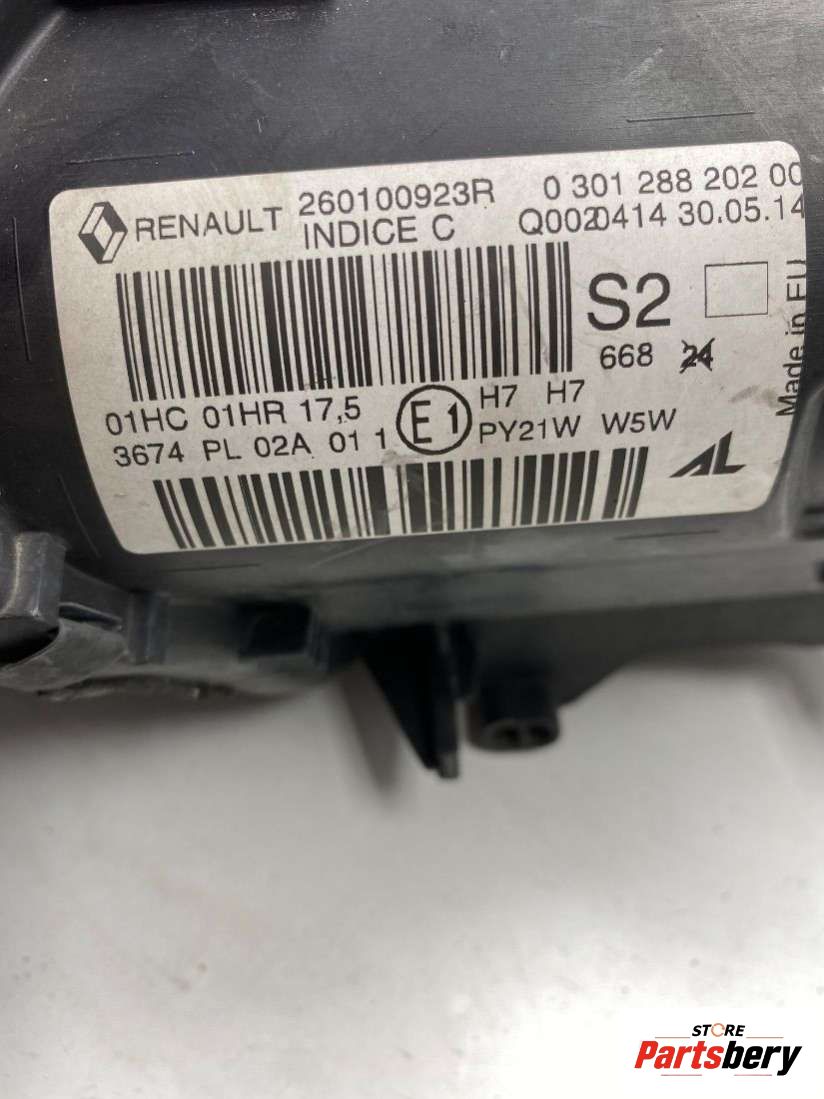 RENAULT 260100923R 0 301 288 202 00
INDICE C Q0020414 30.05.14
S2
668 24
Made in EU
01HC 01HR 17,5 E1 H7 H7
3674 PL 02A 01 1 PY21W W5W
AL
STORE
Partsbery